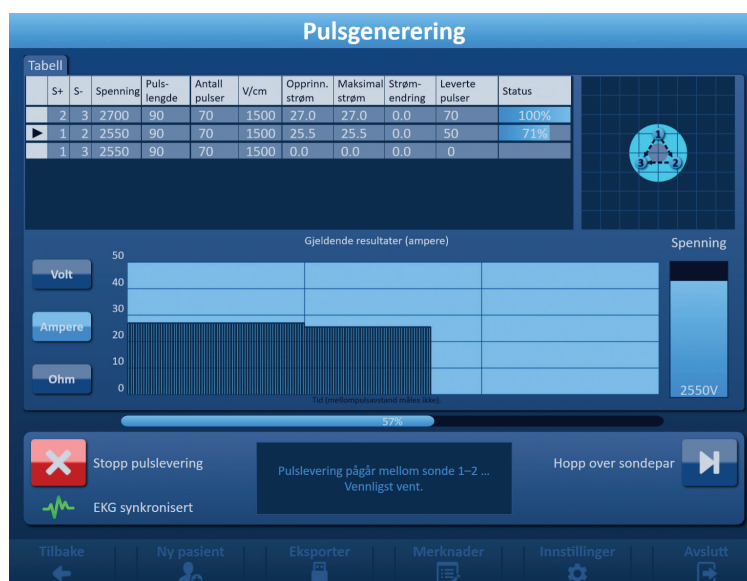 Pulsgenerering
Tabell
S+ S- Spenning Puls-lengde Antall pulser V/cm Opprinn. strøm Maksimal strøm Strøm-endring Leverte pulser Status
2 3 2700 90 70 1500 27.0 27.0 0.0 70 100%
1 2 2550 90 70 1500 25.5 25.5 0.0 50 71%
1 3 2550 90 70 1500 0.0 0.0 0.0 0
1
3 2
Gjeldende resultater (ampere)
Spenning
50
Volt
40
30
Ampere
20
10
Ohm
0
2550V
Tid (mellompulsavstand måles ikke).
57%
Stopp pulslevering
Pulslevering pågår mellom sonde 1–2 ...
Vennligst vent.
Hopp over sondepar
EKG synkronisert
Tilbake Ny pasient Eksporter Merknader Innstillinger Avslutt